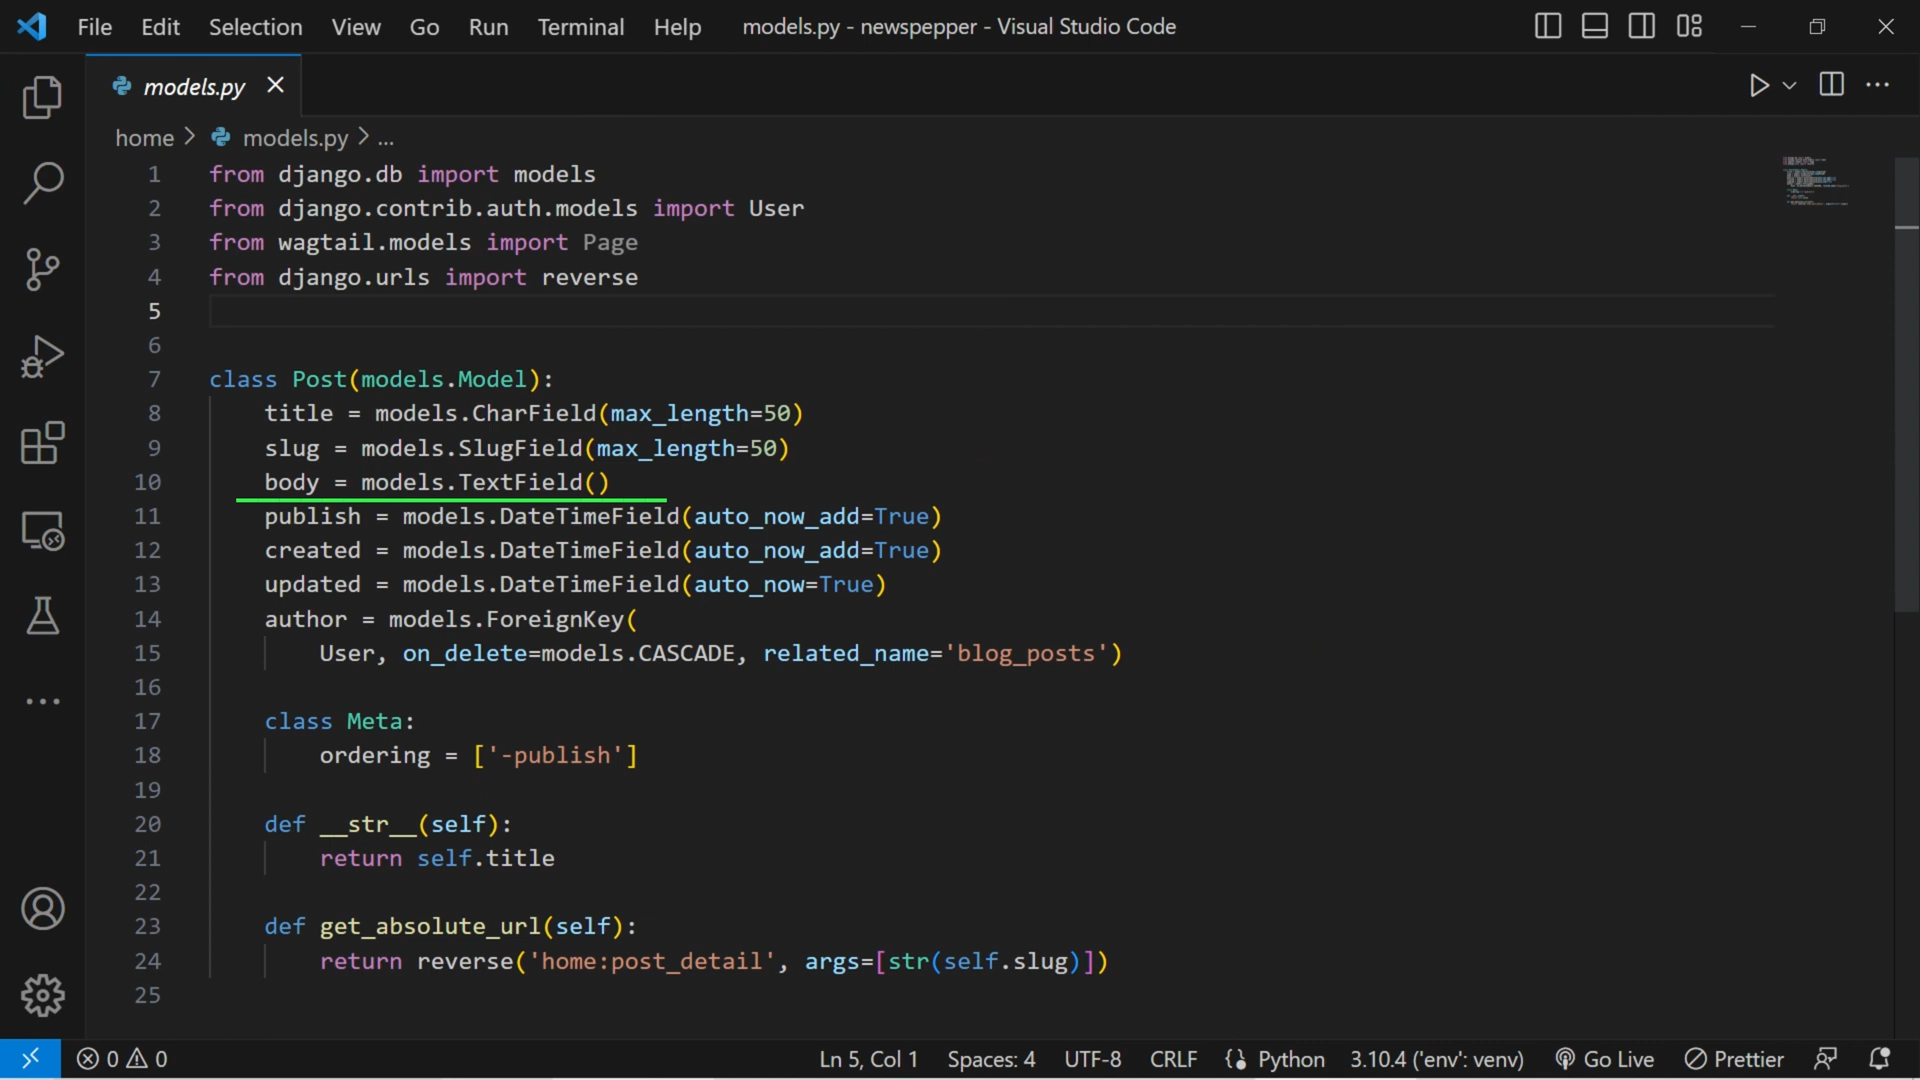 File Edit Selection View Go Run Terminal Help models.py - newspepper - Visual Studio Code
models.py
home > models.py > ...
1 from django.db import models
2 from django.contrib.auth.models import User
3 from wagtail.models import Page
4 from django.urls import reverse
5
6
7 class Post(models.Model):
8     title = models.CharField(max_length=50)
9     slug = models.SlugField(max_length=50)
10     body = models.TextField()
11     publish = models.DateTimeField(auto_now_add=True)
12     created = models.DateTimeField(auto_now_add=True)
13     updated = models.DateTimeField(auto_now=True)
14     author = models.ForeignKey(
15         User, on_delete=models.CASCADE, related_name='blog_posts')
16
17     class Meta:
18         ordering = ['-publish']
19
20     def __str__(self):
21         return self.title
22
23     def get_absolute_url(self):
24         return reverse('home:post_detail', args=[str(self.slug)])
25
0 0 Ln 5, Col 1 Spaces: 4 UTF-8 CRLF Python 3.10.4 ('env': venv) Go Live Prettier